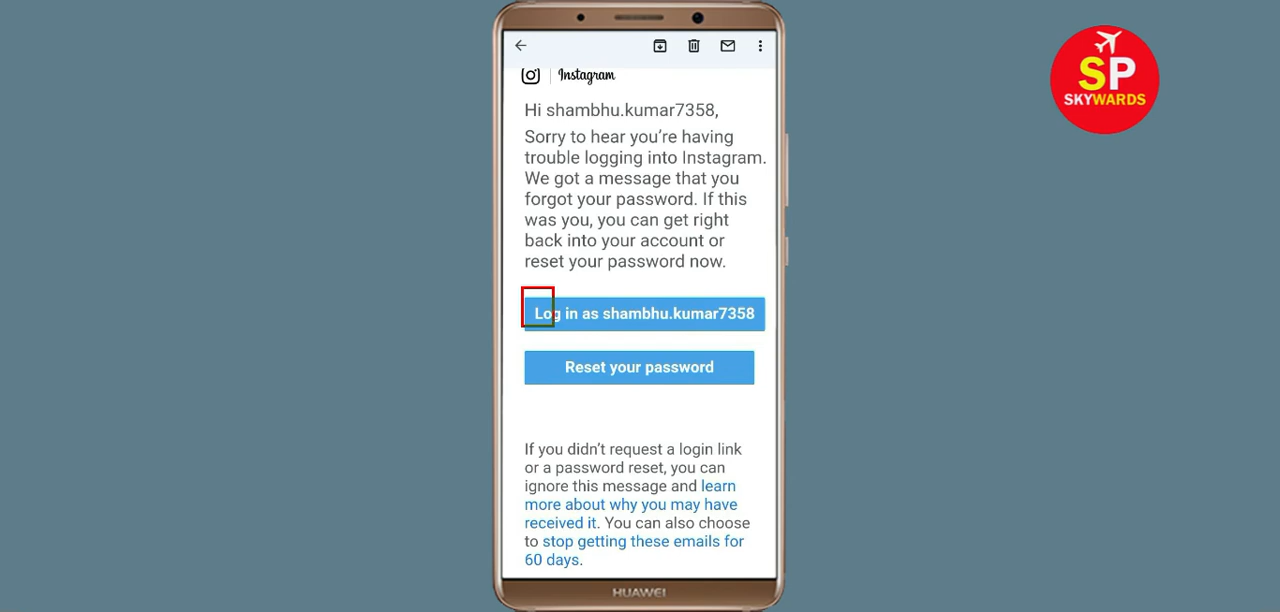 SP
SKYWARDS
Instagram
Hi shambhu.kumar7358,
Sorry to hear you're having
trouble logging into Instagram.
We got a message that you
forgot your password. If this
was you, you can get right
back into your account or
reset your password now.
Log in as shambhu.kumar7358
Reset your password
If you didn't request a login link
or a password reset, you can
ignore this message and learn
more about why you may have
received it. You can also choose
to stop getting these emails for
60 days.
HUAWEI